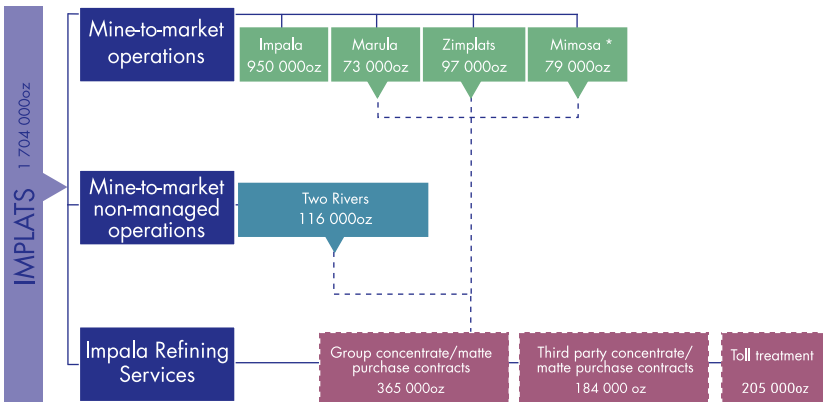 IMPLATS 1 704 000oz
Mine-to-market
operations
Impala
950 000oz
Marula
73 000oz
Zimplats
97 000oz
Mimosa *
79 000oz
Mine-to-market
non-managed
operations
Two Rivers
116 000oz
Impala Refining
Services
Group concentrate/matte
purchase contracts
365 000oz
Third party concentrate/
matte purchase contracts
184 000 oz
Toll treatment
205 000oz